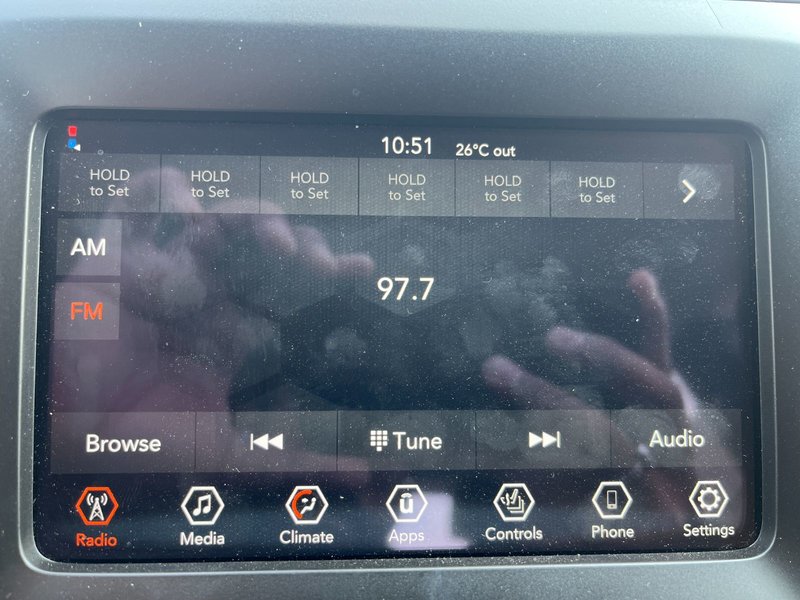 10:51 26°C out
HOLD HOLD HOLD HOLD HOLD HOLD
to Set to Set to Set to Set to Set to Set
AM
97.7
FM
Browse Tune Audio
u
Radio Media Climate Apps Controls Phone Settings